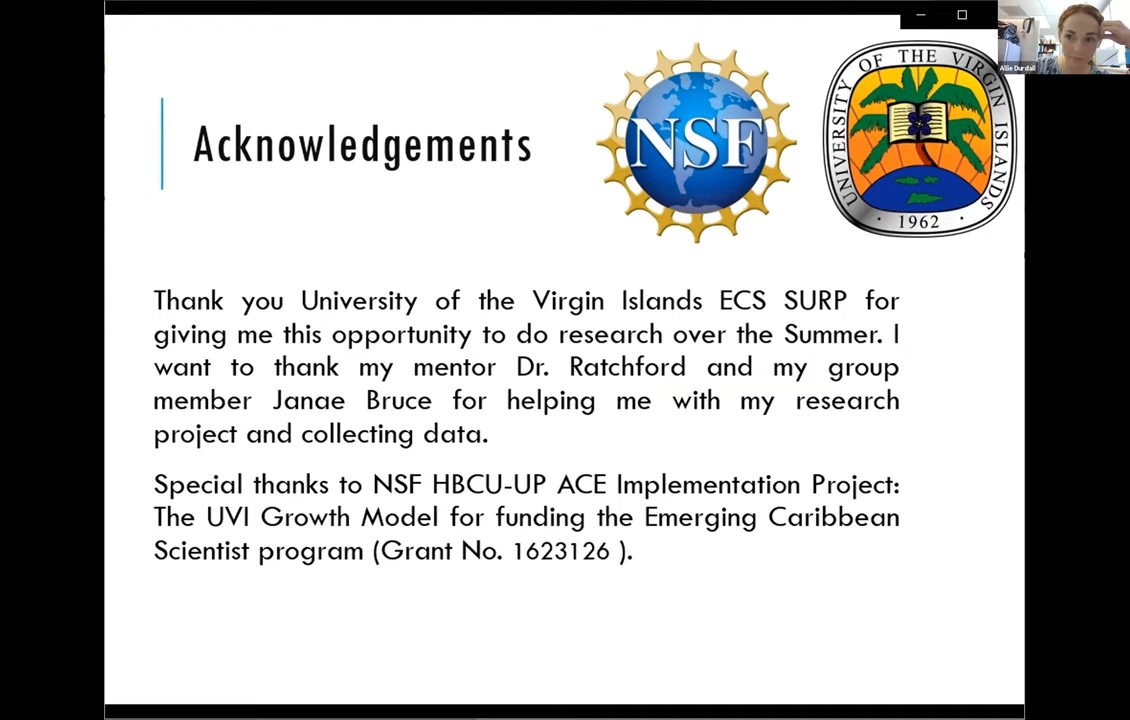 Allie Durdall
Acknowledgements
NSF
UNIVERSITY OF THE VIRGIN ISLANDS
· 1962 ·
Thank you University of the Virgin Islands ECS SURP for
giving me this opportunity to do research over the Summer. I
want to thank my mentor Dr. Ratchford and my group
member Janae Bruce for helping me with my research
project and collecting data.
Special thanks to NSF HBCU-UP ACE Implementation Project:
The UVI Growth Model for funding the Emerging Caribbean
Scientist program (Grant No. 1623126 ).